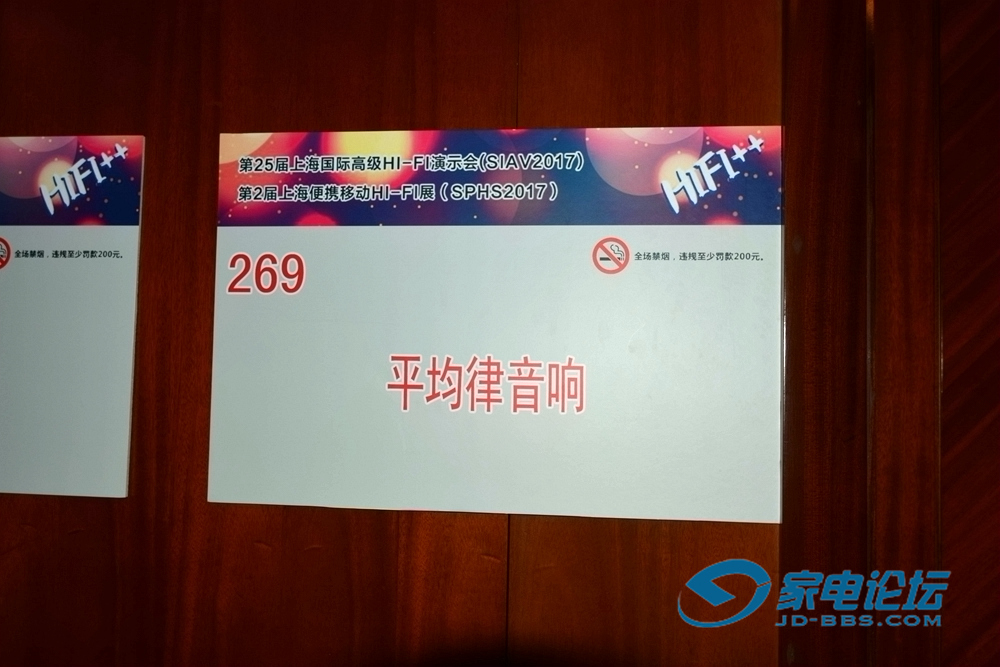 HIFI++
全场禁烟，违规至少罚款200元。
第25届上海国际高级HI-FI演示会(SIAV2017)
第2届上海便携移动HI-FI展（SPHS2017）
HIFI++
269
全场禁烟，违规至少罚款200元。
平均律音响
家电论坛
JD-BBS.COM